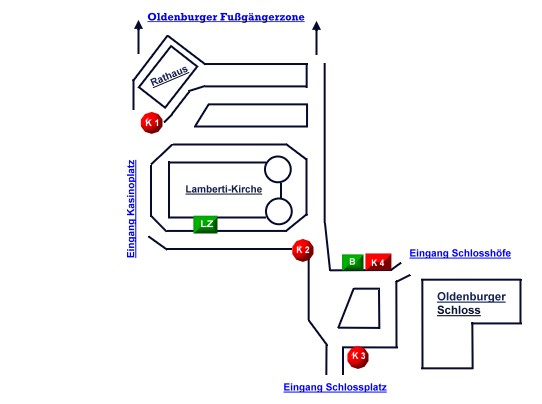 Oldenburger Fußgängerzone
Rathaus
K 1
Eingang Kasinoplatz
Lamberti-Kirche
LZ
K 2
Eingang Schlosshöfe
B
K 4
Oldenburger
Schloss
K 3
Eingang Schlossplatz